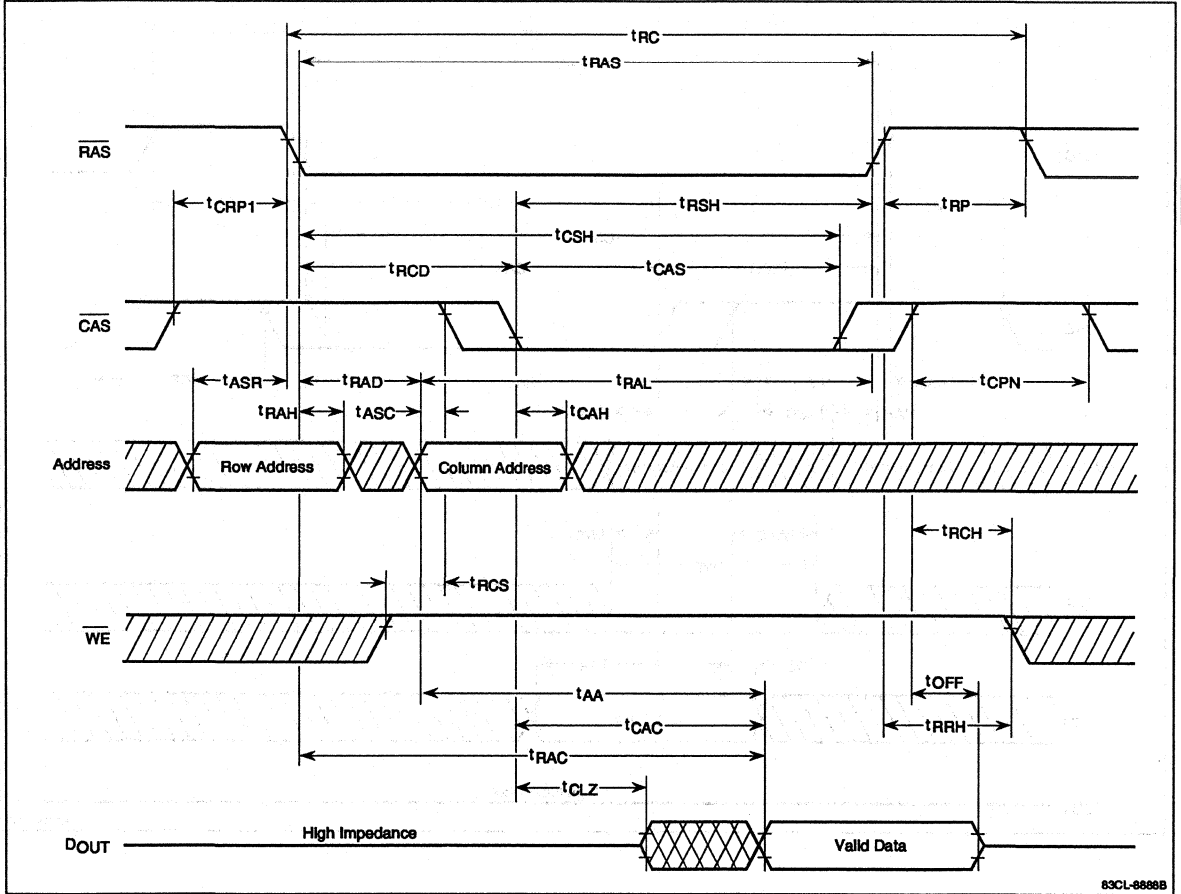 tRC
tRAS
RAS
tCRP1
tRSH
tRP
tCSH
tRCD
tCAS
CAS
tASR
tRAD
tRAL
tCPN
tRAH
tASC
tCAH
Address
Row Address
Column Address
tRCH
tRCS
WE
tAA
tOFF
tCAC
tRRH
tRAC
tCLZ
DOUT
High Impedance
Valid Data
83CL-8888B